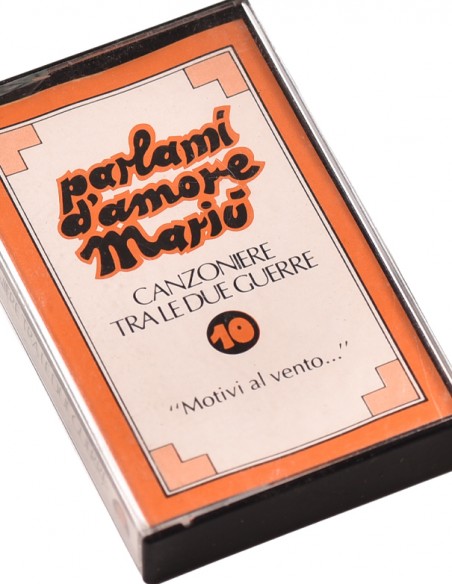 parlami
d'amore
Mariù
CANZONIERE
TRA LE DUE GUERRE
10
"Motivi al vento..."